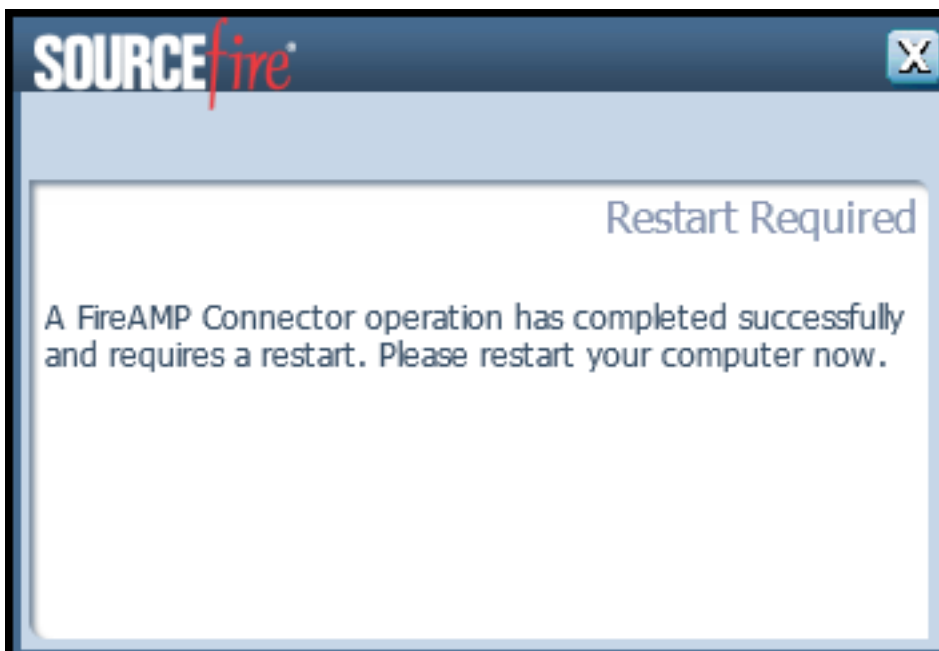 SOURCEfire®
X
Restart Required
A FireAMP Connector operation has completed successfully
and requires a restart. Please restart your computer now.